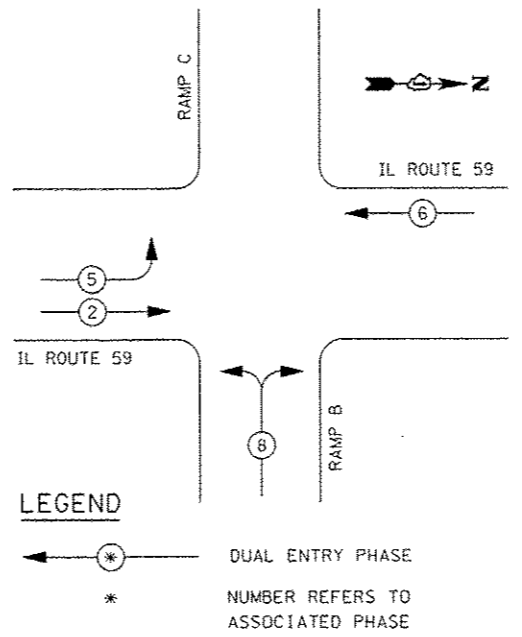 RAMP C
N
IL ROUTE 59
6
5
2
IL ROUTE 59
8
RAMP B
LEGEND
* DUAL ENTRY PHASE
* NUMBER REFERS TO
ASSOCIATED PHASE